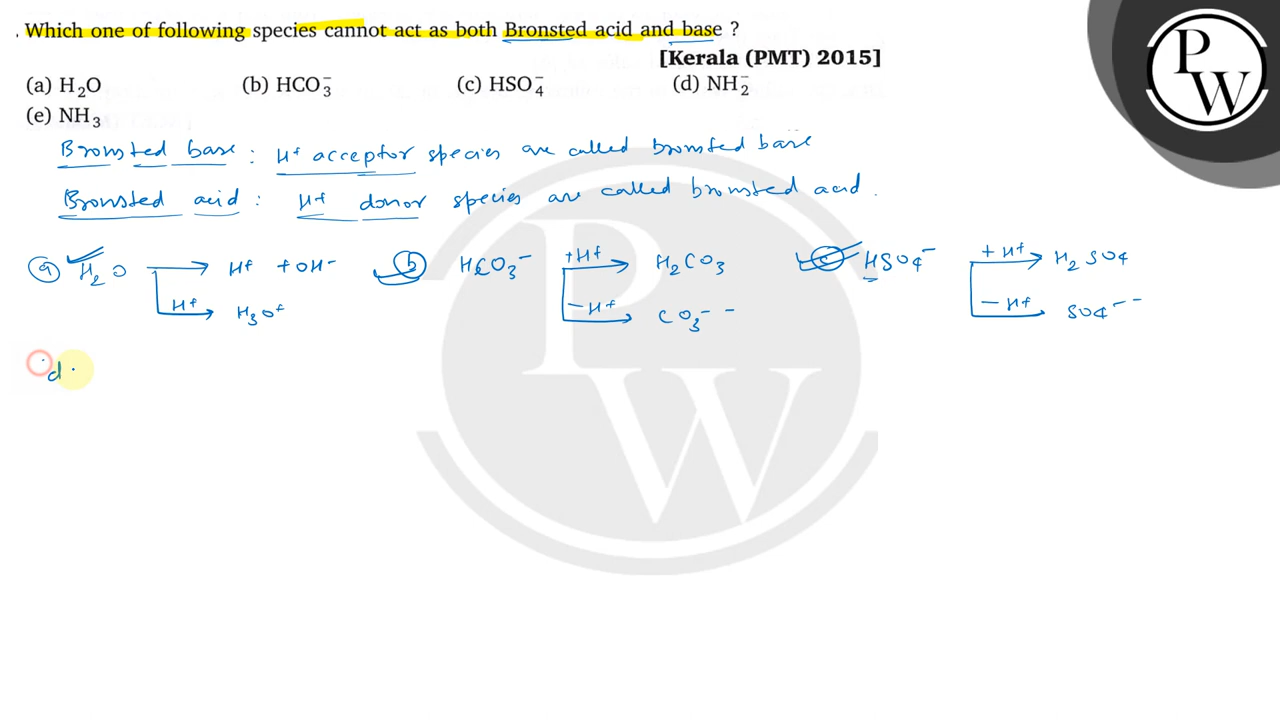 . Which one of following species cannot act as both Bronsted acid and base ?
[Kerala (PMT) 2015]
(a) H₂O (b) HCO₃⁻ (c) HSO₄⁻ (d) NH₂⁻
(e) NH₃
Bronsted base : H⁺ acceptor species are called bronsted base
Bronsted acid : H⁺ donor species are called bronsted acid .
(a) H₂O → H⁺ + OH⁻ (b) HCO₃⁻ +H⁺ → H₂CO₃ (c) HSO₄⁻ +H⁺ → H₂SO₄
H⁺ → H₃O⁺ −H⁺ → CO₃⁻⁻ −H⁺ → SO₄⁻⁻
d .
P
W
P
W